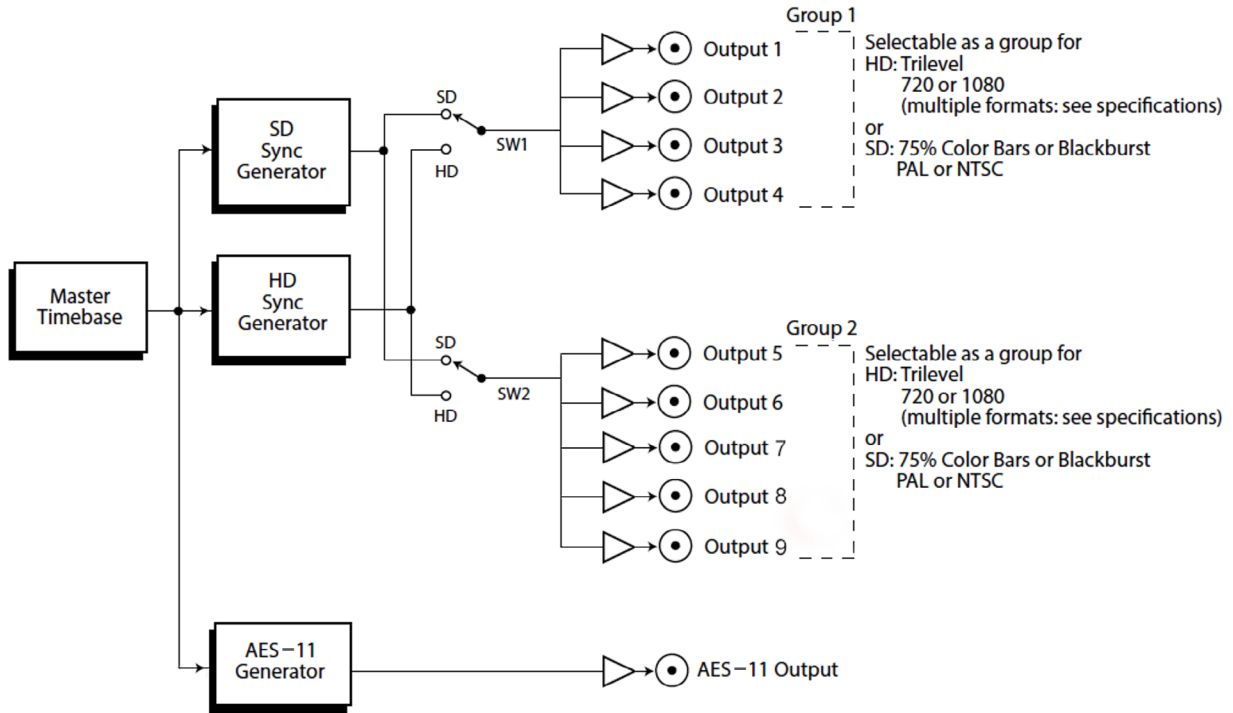 Group 1
Output 1
Output 2
Output 3
Output 4
Selectable as a group for
HD: Trilevel
720 or 1080
(multiple formats: see specifications)
or
SD: 75% Color Bars or Blackburst
PAL or NTSC
SD
HD
SW1
SD
Sync
Generator
HD
Sync
Generator
Master
Timebase
SD
HD
SW2
Group 2
Output 5
Output 6
Output 7
Output 8
Output 9
Selectable as a group for
HD: Trilevel
720 or 1080
(multiple formats: see specifications)
or
SD: 75% Color Bars or Blackburst
PAL or NTSC
AES−11
Generator
AES−11 Output